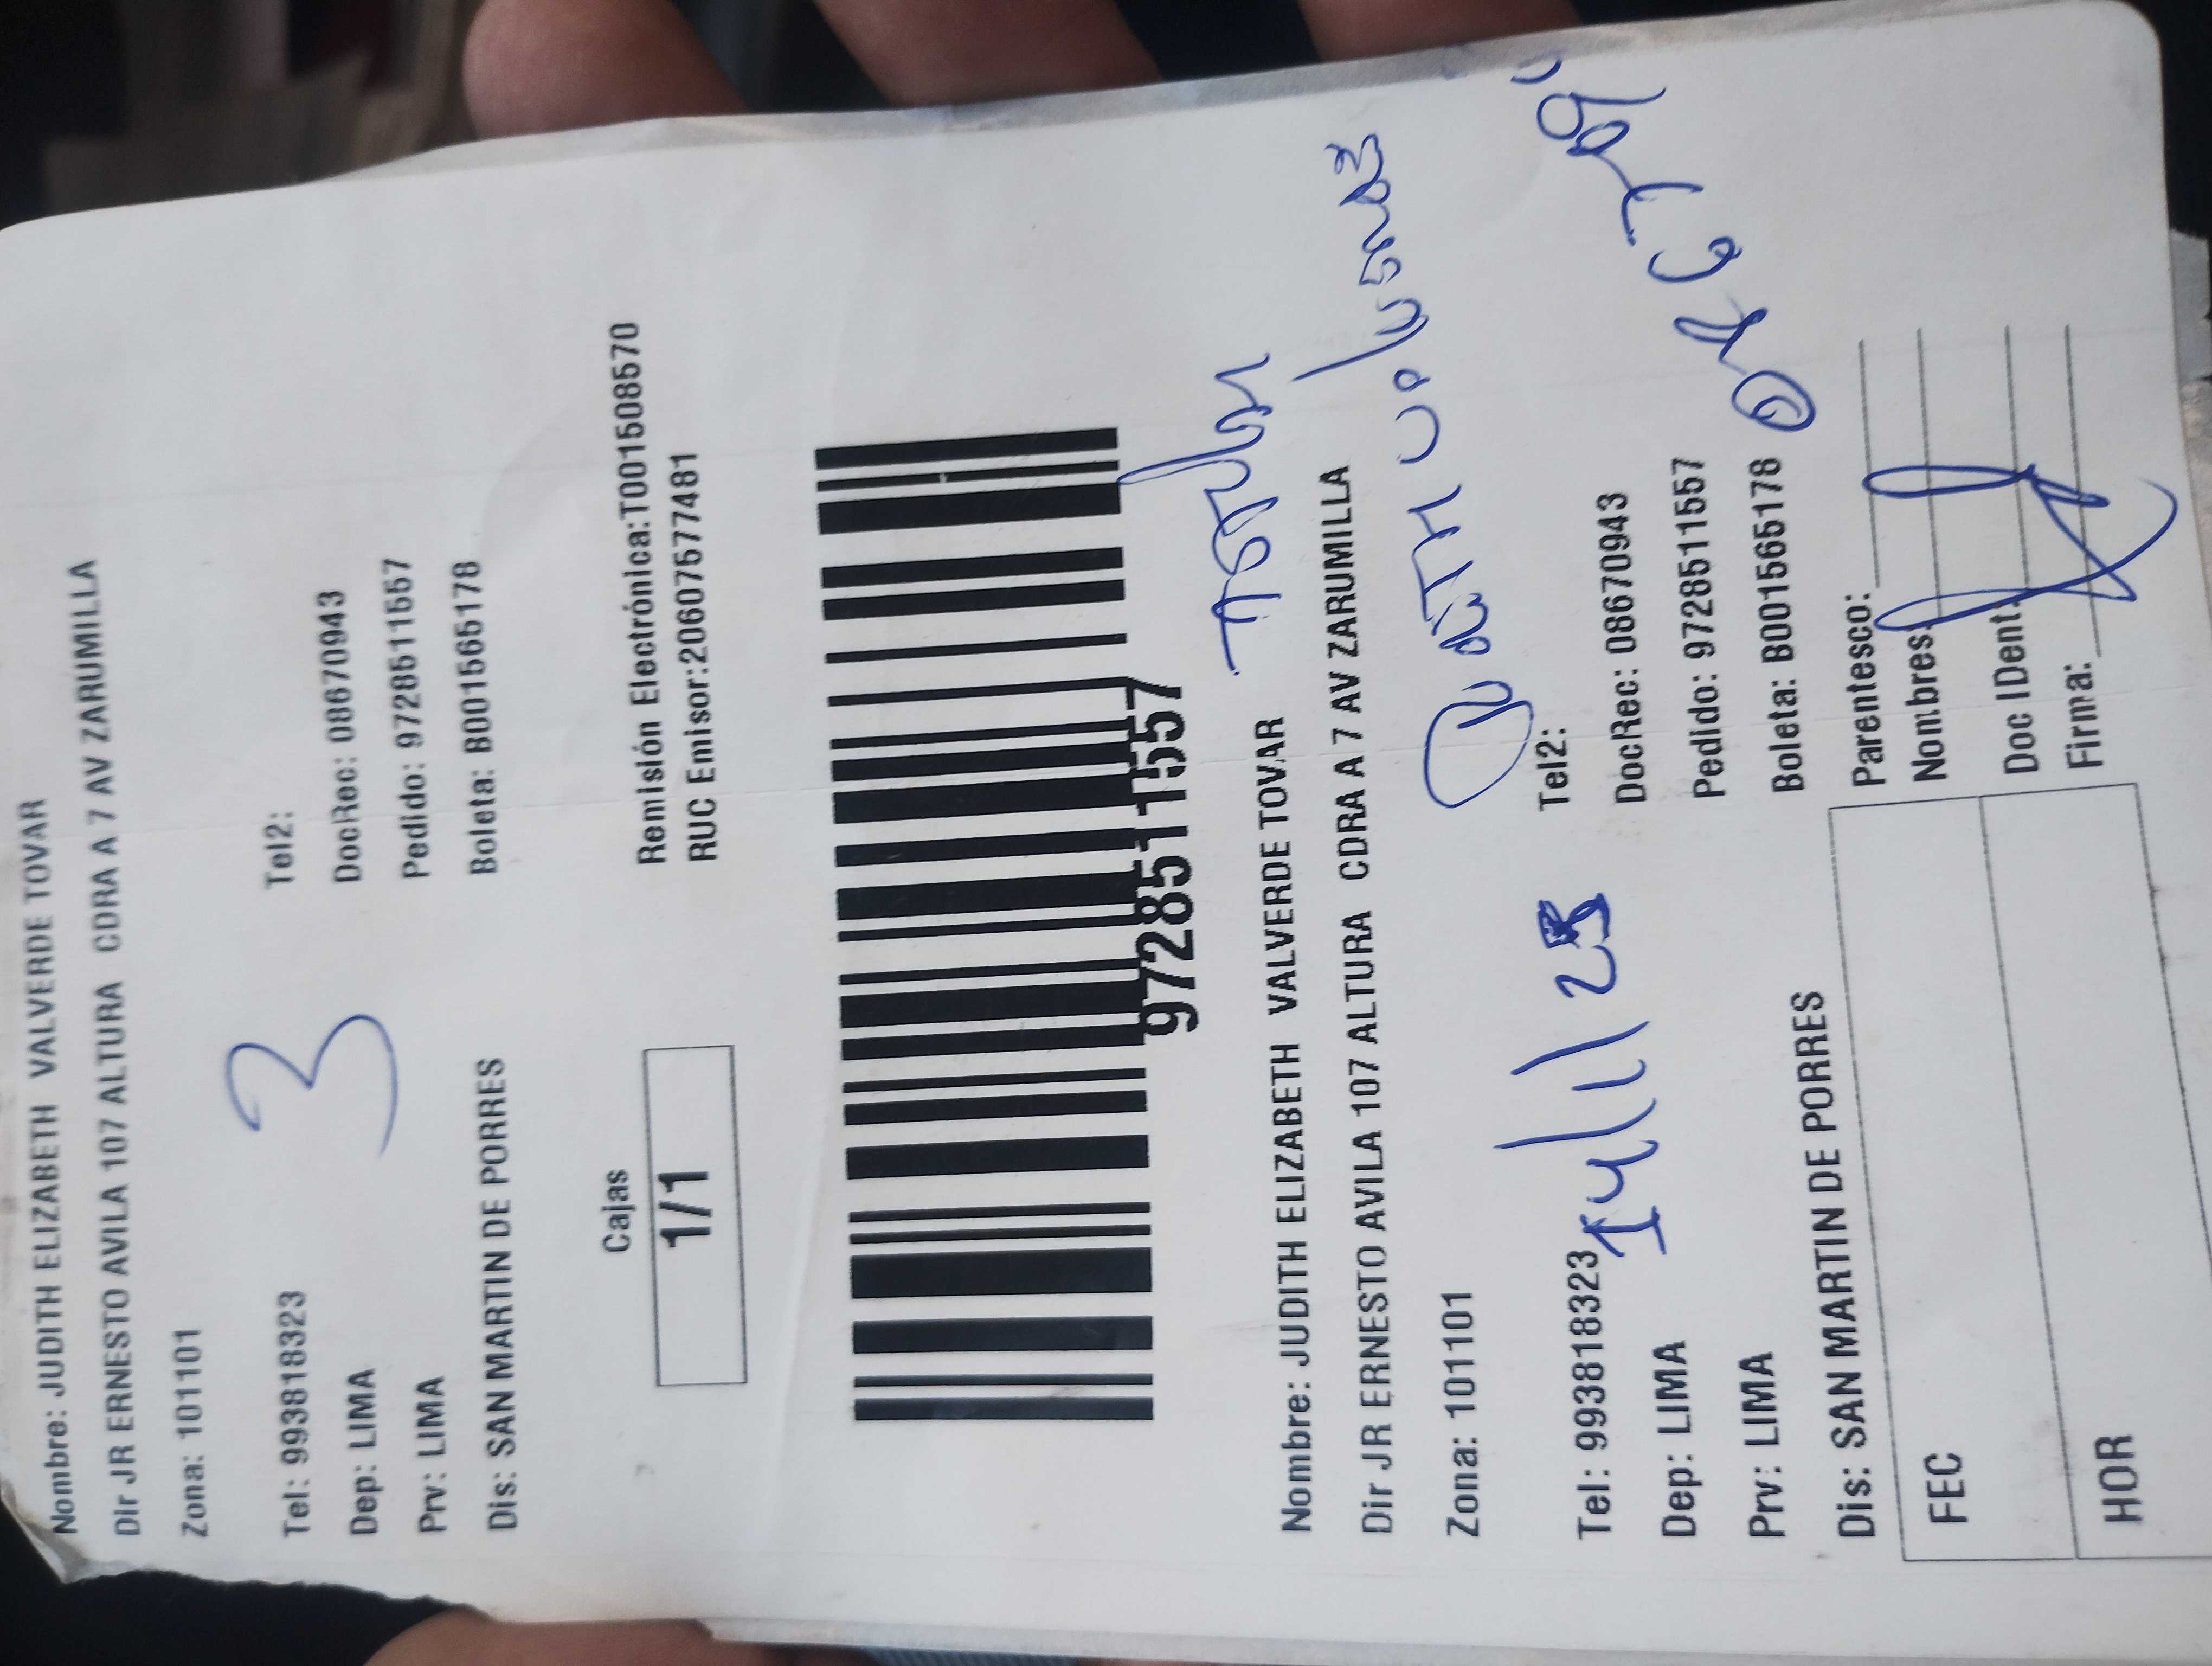 Nombre: JUDITH ELIZABETH VALVERDE TOVAR
Dir JR ERNESTO AVILA 107 ALTURA CDRA A 7 AV ZARUMILLA
Zona: 101101
3
Tel: 993818323 Tel2:
Dep: LIMA DocRec: 08670943
Prv: LIMA Pedido: 9728511557
Dis: SAN MARTIN DE PORRES Boleta: B001565178
Cajas
1/1
Remisión Electrónica:T001508570
RUC Emisor:20607577481
9728511557
Nombre: JUDITH ELIZABETH VALVERDE TOVAR
Dir JR ERNESTO AVILA 107 ALTURA CDRA A 7 AV ZARUMILLA
Zona: 101101
Tel: 993818323 Tel2:
Dep: LIMA DocRec: 08670943
Prv: LIMA Pedido: 9728511557
Dis: SAN MARTIN DE PORRES Boleta: B001565178
FEC
HOR
Parentesco:
Nombres:
Doc IDent:
Firma: